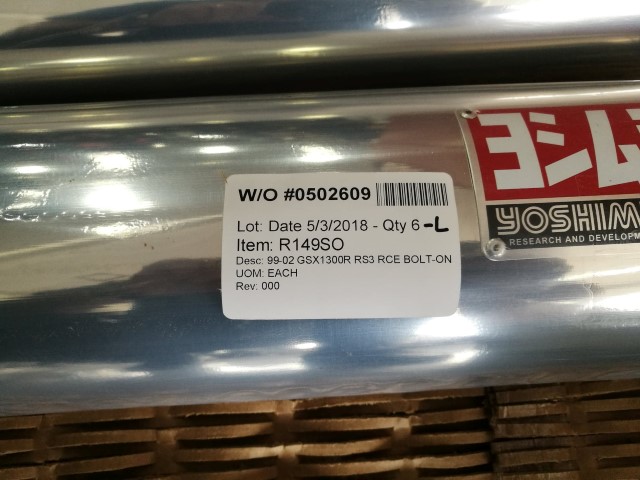 W/O #0502609
Lot: Date 5/3/2018 - Qty 6 -L
Item: R149SO
Desc: 99-02 GSX1300R RS3 RCE BOLT-ON
UOM: EACH
Rev: 000
ヨシム
YOSHIM
RESEARCH AND DEVELOPM